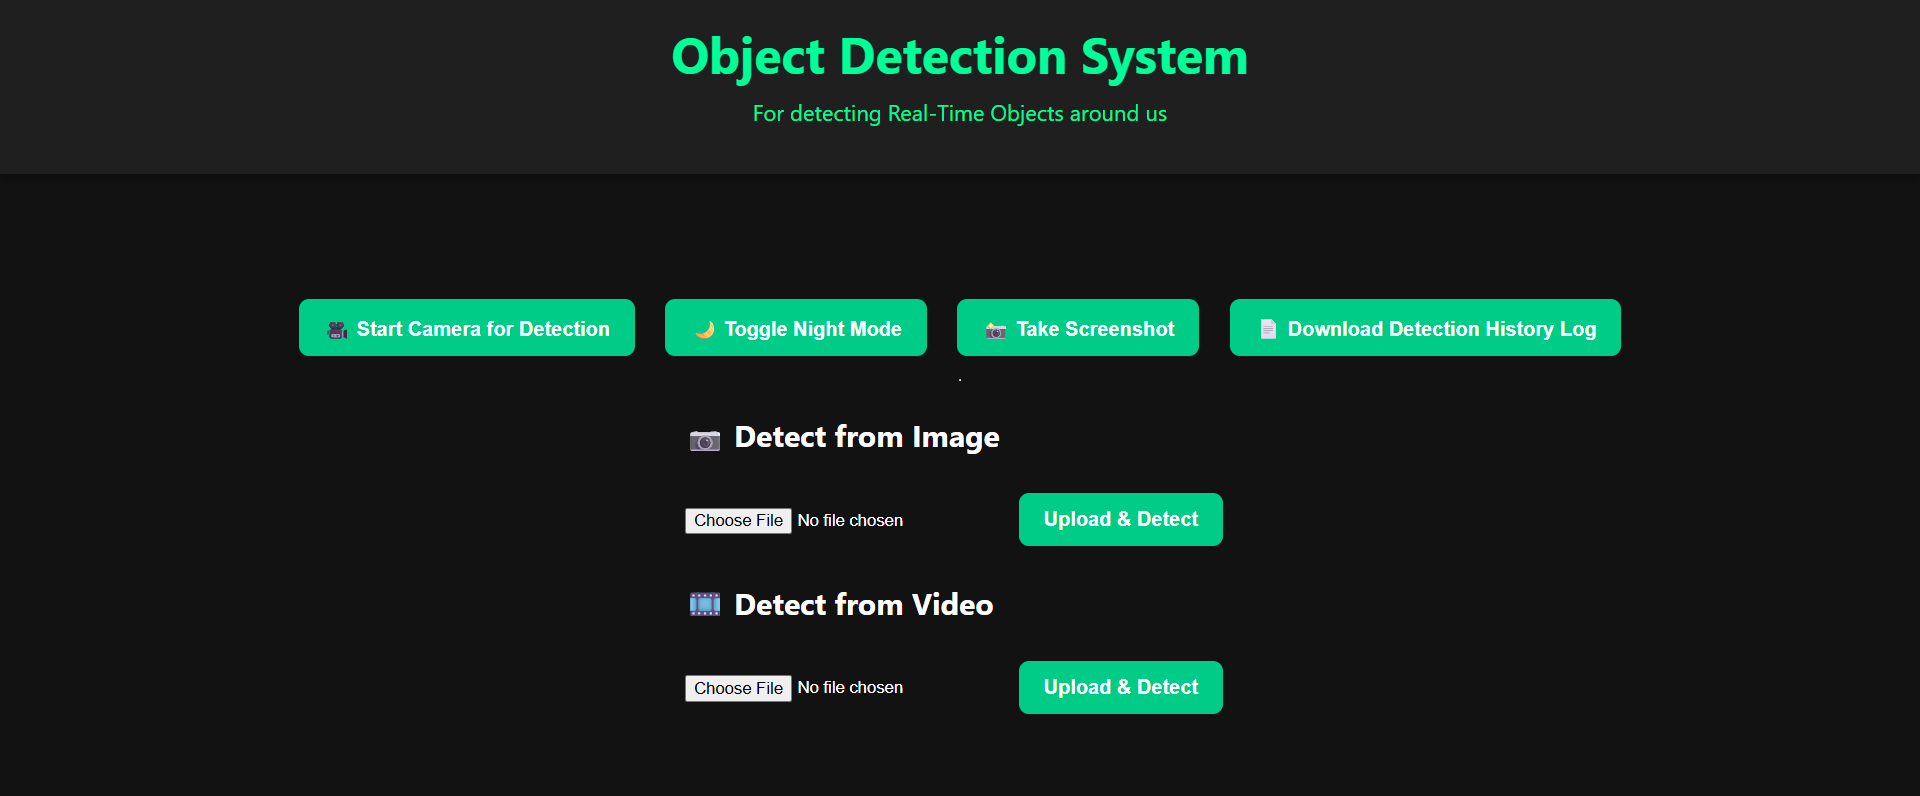 Object Detection System
For detecting Real-Time Objects around us
🎥 Start Camera for Detection
🌙 Toggle Night Mode
📸 Take Screenshot
📄 Download Detection History Log
.
📷 Detect from Image
Choose File No file chosen
Upload & Detect
🎞️ Detect from Video
Choose File No file chosen
Upload & Detect